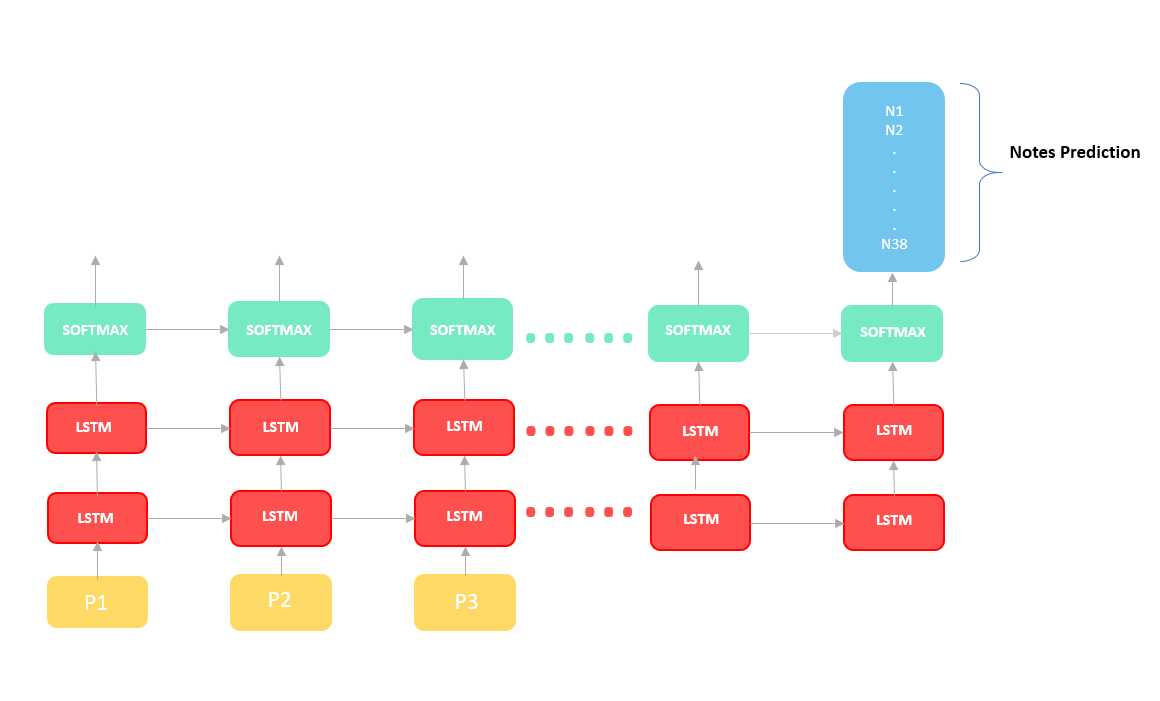 N1
N2
.
.
.
.
.
N38
Notes Prediction
SOFTMAX
SOFTMAX
SOFTMAX
SOFTMAX
SOFTMAX
LSTM
LSTM
LSTM
LSTM
LSTM
LSTM
LSTM
LSTM
LSTM
LSTM
P1
P2
P3